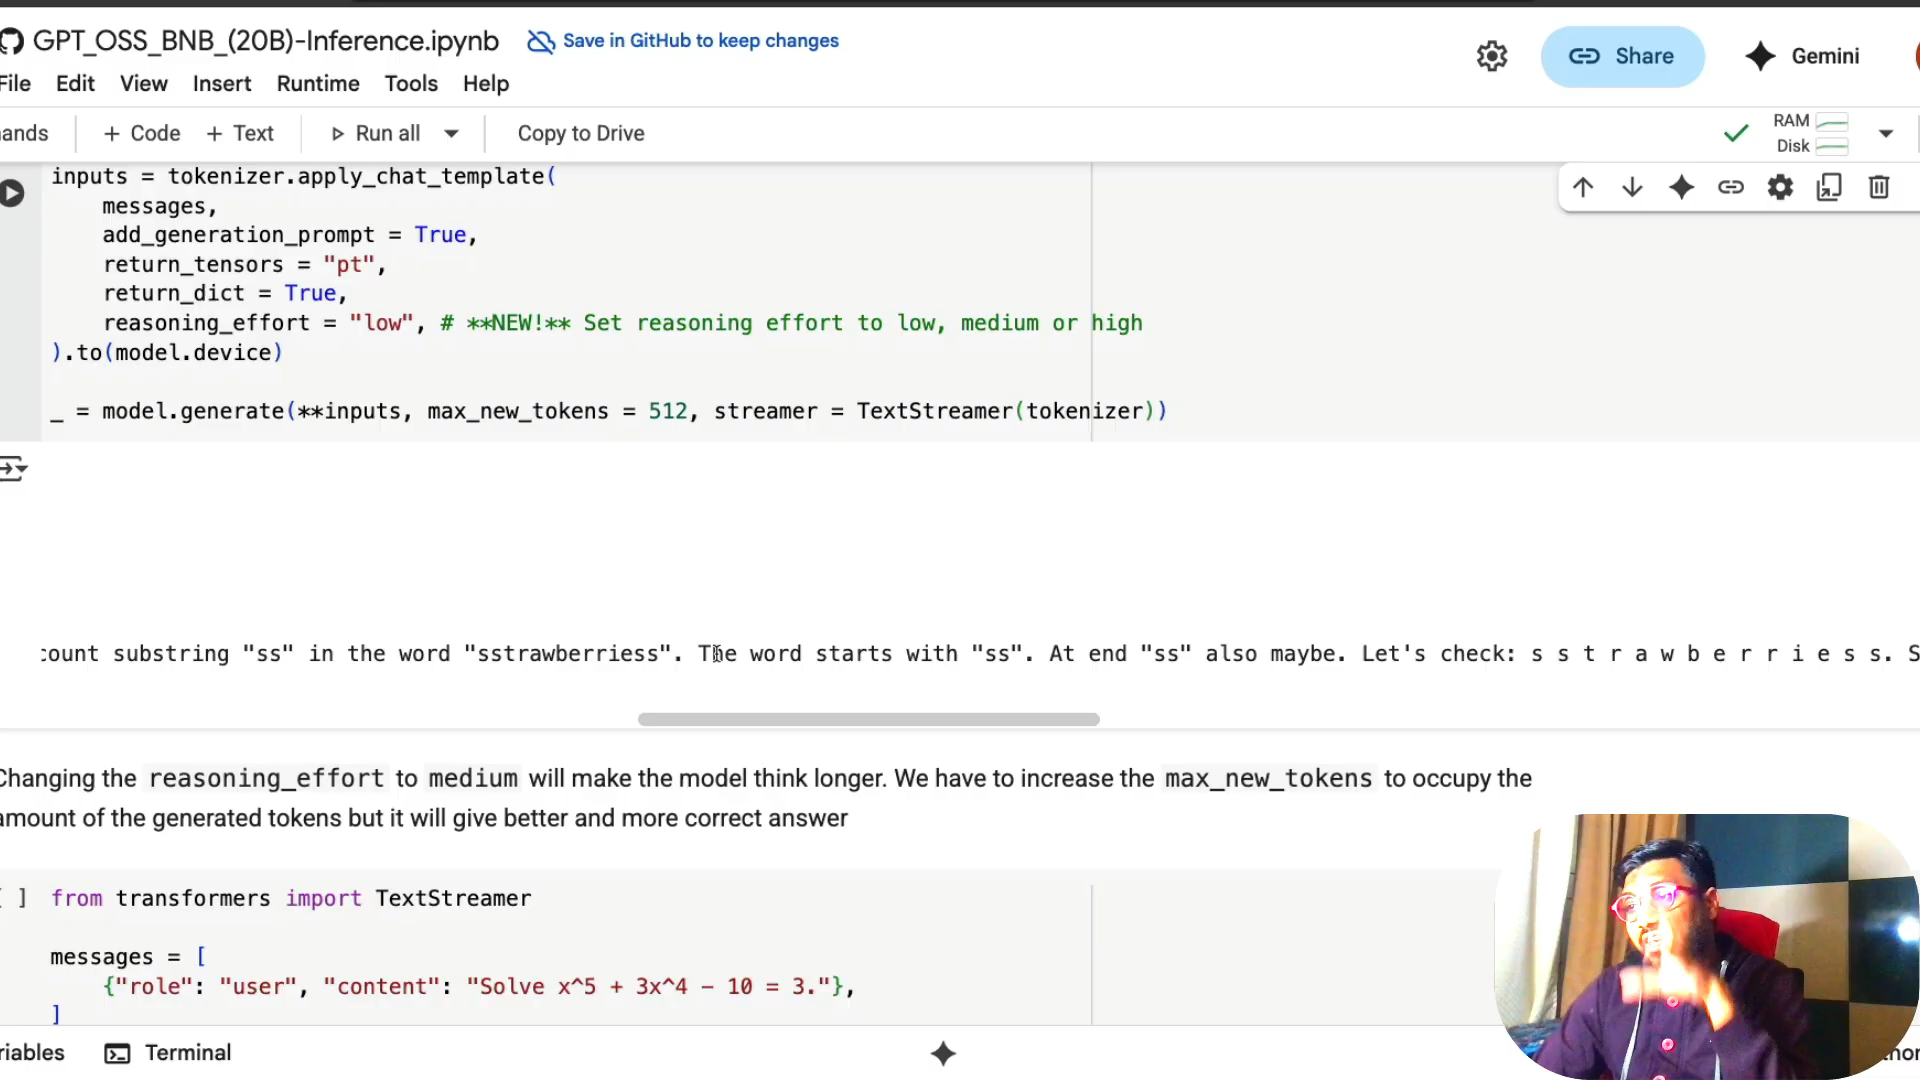 GPT_OSS_BNB_(20B)-Inference.ipynb Save in GitHub to keep changes
Share Gemini
File Edit View Insert Runtime Tools Help
+ Code + Text Run all Copy to Drive
RAM
Disk
inputs = tokenizer.apply_chat_template(
messages,
add_generation_prompt = True,
return_tensors = "pt",
return_dict = True,
reasoning_effort = "low", # **NEW!** Set reasoning effort to low, medium or high
).to(model.device)
_ = model.generate(**inputs, max_new_tokens = 512, streamer = TextStreamer(tokenizer))
count substring "ss" in the word "sstrawberriess". The word starts with "ss". At end "ss" also maybe. Let's check: s s t r a w b e r r i e s s. S
Changing the reasoning_effort to medium will make the model think longer. We have to increase the max_new_tokens to occupy the
amount of the generated tokens but it will give better and more correct answer
[ ] from transformers import TextStreamer
messages = [
{"role": "user", "content": "Solve x^5 + 3x^4 - 10 = 3."},
]
riables Terminal